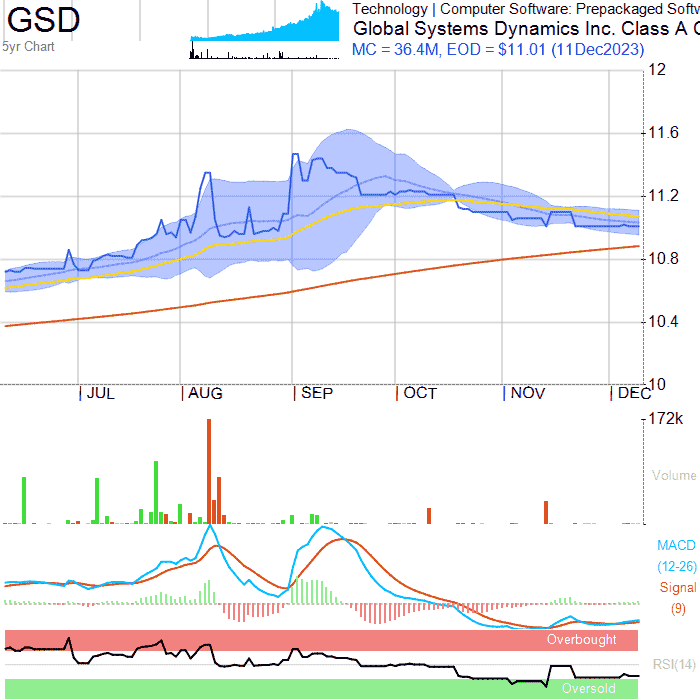 GSD
5yr Chart
Technology | Computer Software: Prepackaged Softw
Global Systems Dynamics Inc. Class A C
MC = 36.4M, EOD = $11.01 (11Dec2023)
12
11.6
11.2
10.8
10.4
10
JUL AUG SEP OCT NOV DEC
172k
Volume
MACD
(12-26)
Signal
(9)
Overbought
RSI(14)
Oversold